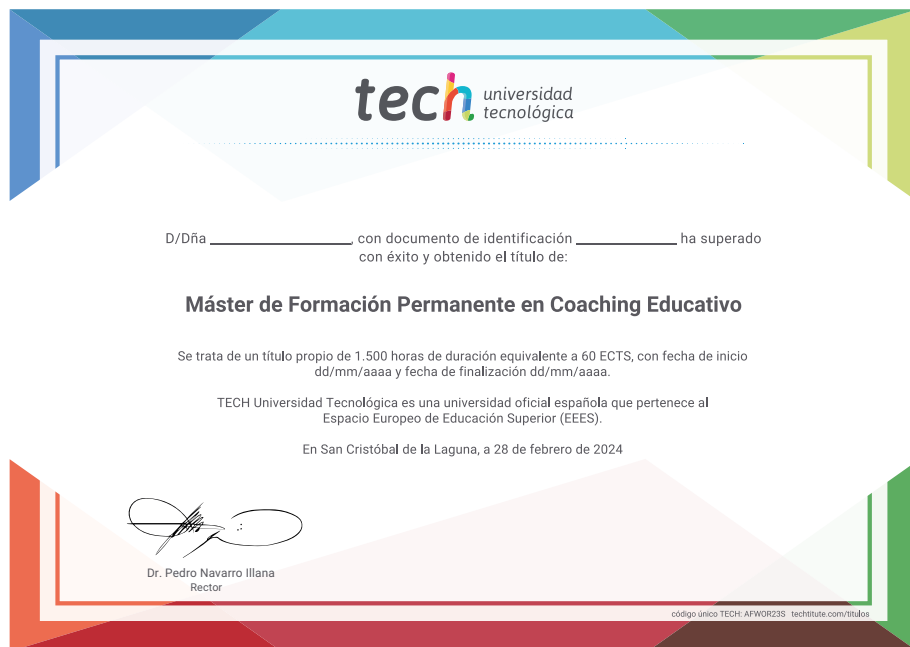 tech universidad
tecnológica
D/Dña ________________, con documento de identificación ____________ ha superado
con éxito y obtenido el título de:
Máster de Formación Permanente en Coaching Educativo
Se trata de un título propio de 1.500 horas de duración equivalente a 60 ECTS, con fecha de inicio
dd/mm/aaaa y fecha de finalización dd/mm/aaaa.
TECH Universidad Tecnológica es una universidad oficial española que pertenece al
Espacio Europeo de Educación Superior (EEES).
En San Cristóbal de la Laguna, a 28 de febrero de 2024
Dr. Pedro Navarro Illana
Rector
código único TECH: AFWOR23S techtitute.com/titulos